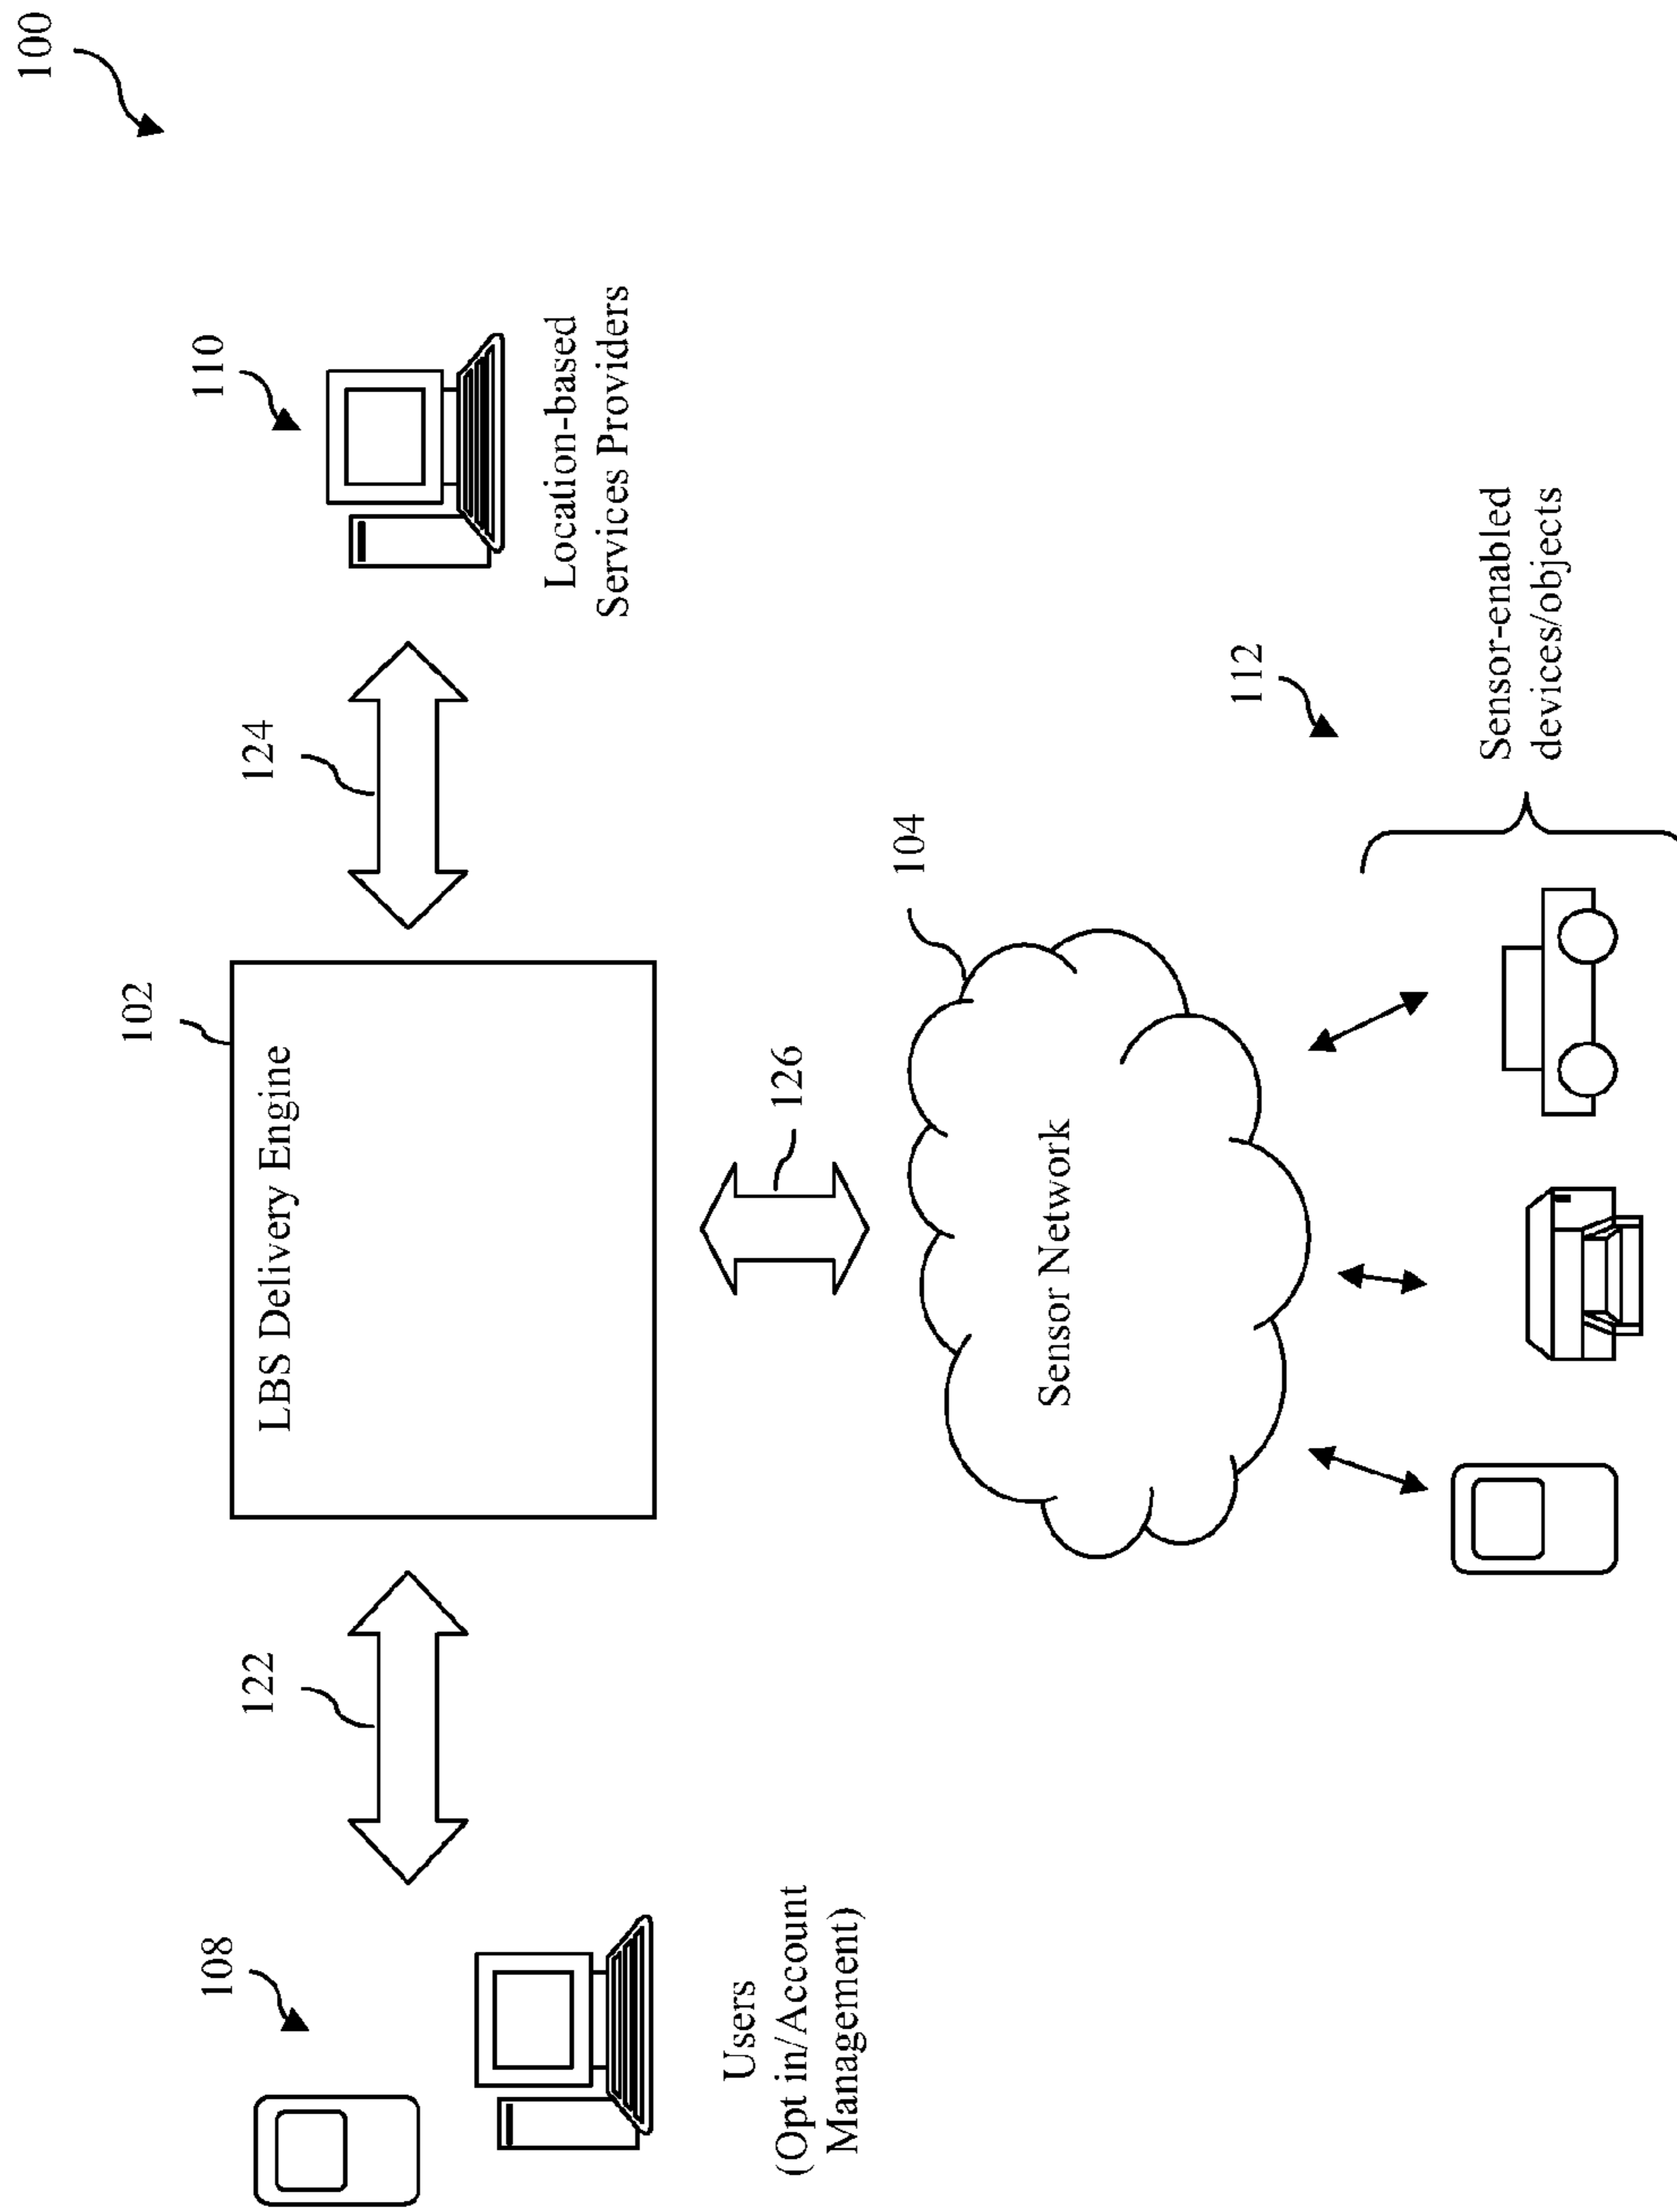 100
102
LBS Delivery Engine
108
122
124
110
Users
(Opt in/Account
Management)
Location-based
Services Providers
126
104
Sensor Network
112
Sensor-enabled
devices/objects